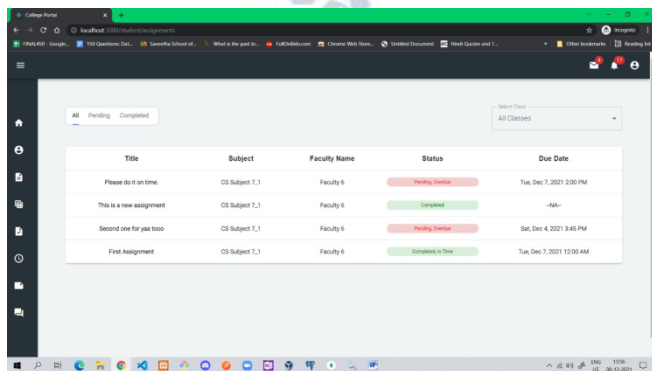 College Portal
localhost:3000/student/assignments
Incognito
FINAL450 - Google...
150 Questions: Dat...
Saveetha School of...
What is the past te...
FullOnBids.com
Chrome Web Store...
Untitled Document
Hindi Quotes and T...
Other bookmarks
Reading list
All Pending Completed
Select Class
All Classes
Title Subject Faculty Name Status Due Date
Please do it on time. CS Subject 7_1 Faculty 6 Pending, Overdue Tue, Dec 7, 2021 2:00 PM
This is a new assignment CS Subject 7_1 Faculty 6 Completed --NA--
Second one for yaa tooo CS Subject 7_1 Faculty 6 Pending, Overdue Sat, Dec 4, 2021 3:45 PM
First Assignment CS Subject 7_1 Faculty 6 Completed, In Time Tue, Dec 7, 2021 12:00 AM
ENG 13:56
US 08-12-2021